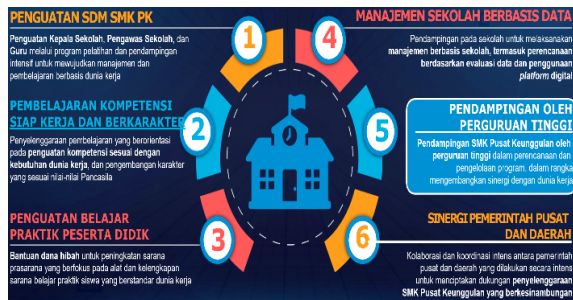 PENGUATAN SDM SMK PK
Penguatan Kepala Sekolah, Pengawas Sekolah, dan
Guru melalui program pelatihan dan pendampingan
intensif untuk mewujudkan manajemen dan
pembelajaran berbasis dunia kerja
1
PEMBELAJARAN KOMPETENSI
SIAP KERJA DAN BERKARAKTER
Penyelenggaraan pembelajaran yang berorientasi
pada penguatan kompetensi sesuai dengan
kebutuhan dunia kerja, dan pengembangan karakter
yang sesuai nilai-nilai Pancasila
2
PENGUATAN BELAJAR
PRAKTIK PESERTA DIDIK
Bantuan dana hibah untuk peningkatan sarana
prasarana yang berfokus pada alat dan kelengkapan
sarana belajar praktik siswa yang berstandar dunia kerja
3
4
MANAJEMEN SEKOLAH BERBASIS DATA
Pendampingan pada sekolah untuk melaksanakan
manajemen berbasis sekolah, termasuk perencanaan
berdasarkan evaluasi data dan penggunaan
platform digital
5
PENDAMPINGAN OLEH
PERGURUAN TINGGI
Pendampingan SMK Pusat Keunggulan oleh
perguruan tinggi dalam perencanaan dan
pengelolaan program, dalam rangka
mengembangkan sinergi dengan dunia kerja
6
SINERGI PEMERINTAH PUSAT
DAN DAERAH
Kolaborasi dan koordinasi intens antara pemerintah
pusat dan daerah yang dilakukan secara intens
untuk menciptakan dukungan penyelenggaraan
SMK Pusat Keunggulan yang berkesinambungan